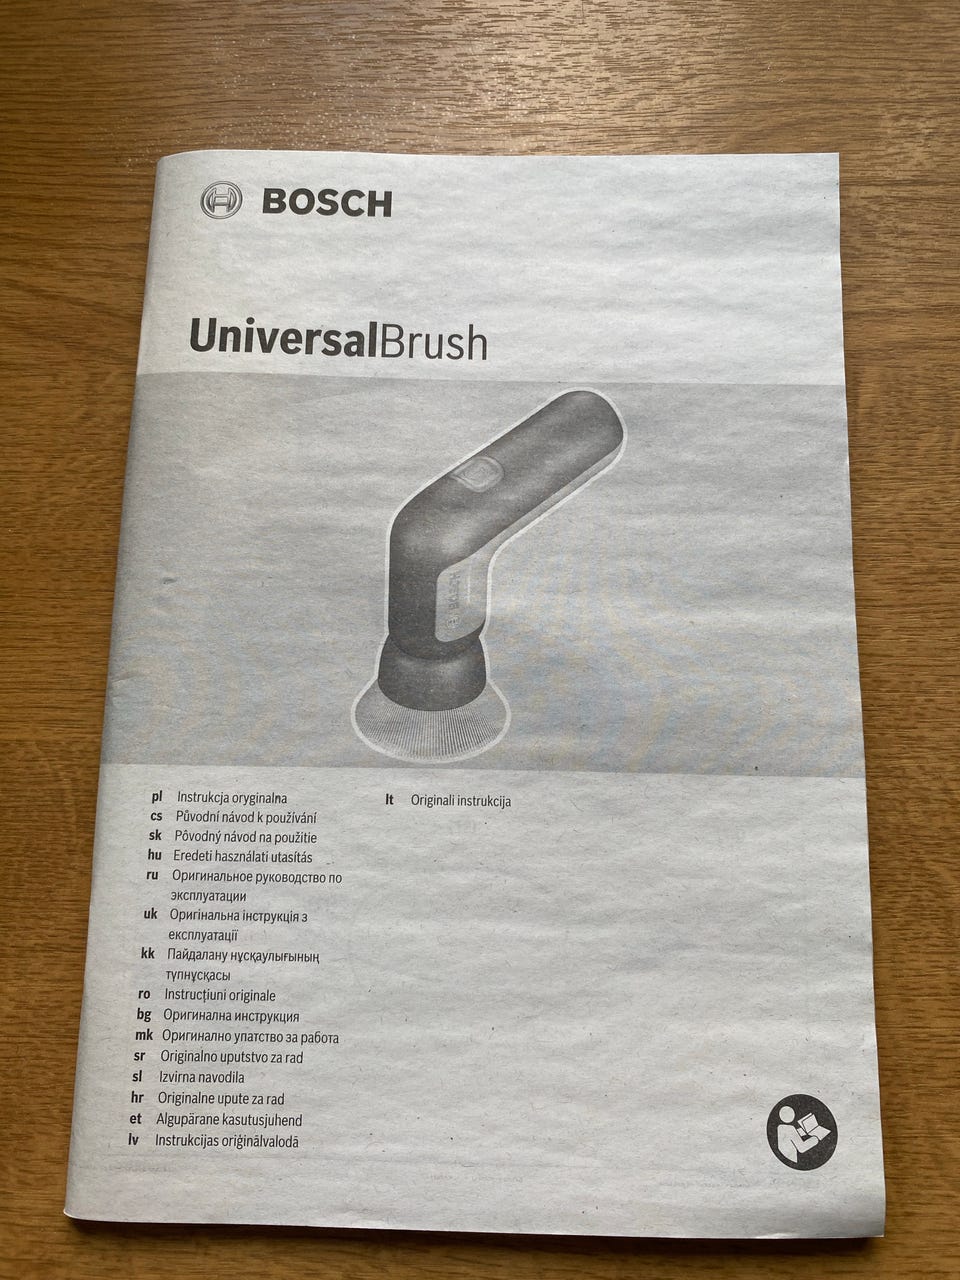 BOSCH
UniversalBrush
BOSCH
pl Instrukcja oryginalna
cs Původní návod k používání
sk Pôvodný návod na použitie
hu Eredeti használati utasítás
ru Оригинальное руководство по
эксплуатации
uk Оригінальна інструкція з
експлуатації
kk Пайдалану нұсқаулығының
түпнұсқасы
ro Instrucțiuni originale
bg Оригинална инструкция
mk Оригинално упатство за работа
sr Originalno uputstvo za rad
sl Izvirna navodila
hr Originalne upute za rad
et Algupärane kasutusjuhend
lv Instrukcijas oriģinālvalodā
lt Originali instrukcija